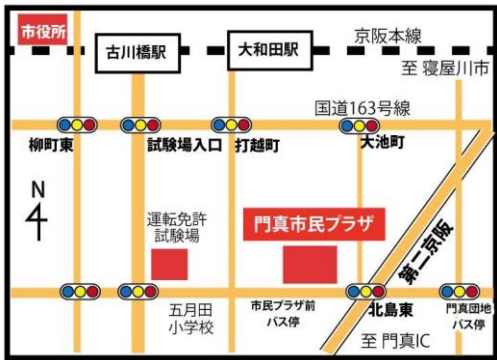 市役所
古川橋駅
大和田駅
京阪本線
至 寝屋川市
国道163号線
柳町東
試験場入口
打越町
大池町
N
運転免許
試験場
門真市民プラザ
第二京阪
五月田
小学校
市民プラザ前
バス停
北島東
門真団地
バス停
至 門真IC